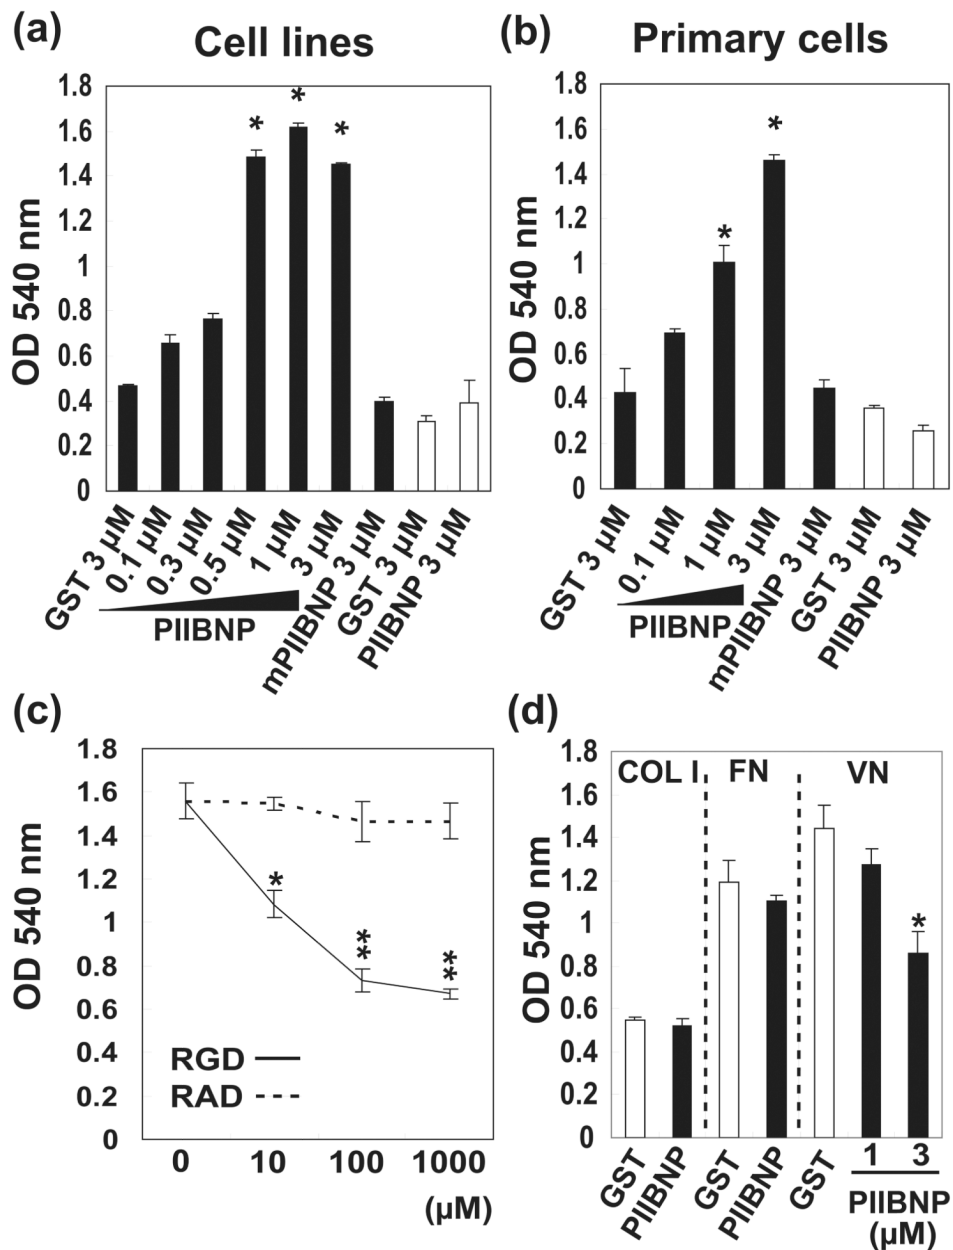 (a)
Cell lines
1.8
1.6
1.4
1.2
1
0.8
0.6
0.4
0.2
0
OD 540 nm
*
*
*
GST 3 µM
0.1 µM
0.3 µM
0.5 µM
1 µM
3 µM
mPIIBNP 3 µM
GST 3 µM
PIIBNP 3 µM
PIIBNP
(b)
Primary cells
1.8
1.6
1.4
1.2
1
0.8
0.6
0.4
0.2
0
OD 540 nm
*
*
GST 3 µM
0.1 µM
1 µM
3 µM
mPIIBNP 3 µM
GST 3 µM
PIIBNP 3 µM
PIIBNP
(c)
1.8
1.6
1.4
1.2
1
0.8
0.6
0.4
0.2
0
OD 540 nm
*
**
**
RGD
RAD
0 10 100 1000
(µM)
(d)
1.8
1.6
1.4
1.2
1
0.8
0.6
0.4
0.2
0
OD 540 nm
COL I FN VN
*
GST
PIIBNP
GST
PIIBNP
GST
1 3
PIIBNP
(µM)